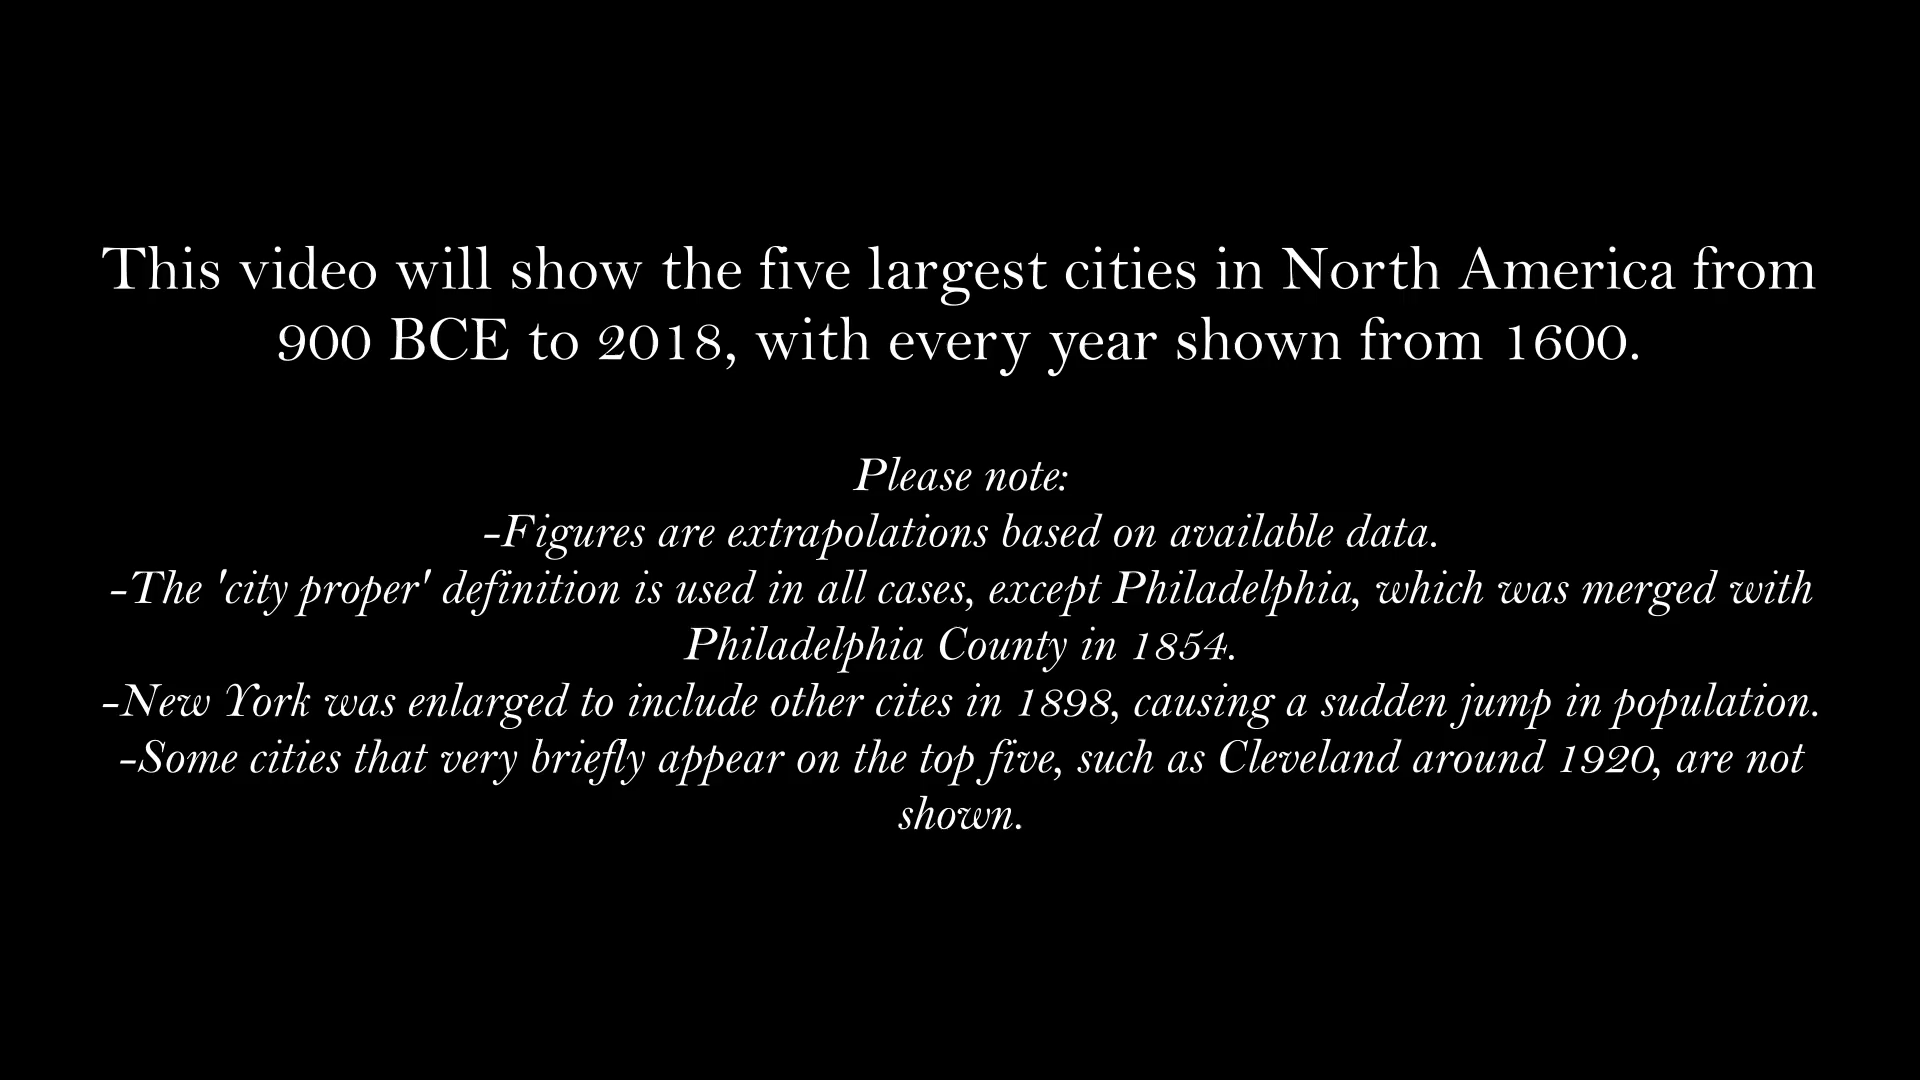 This video will show the five largest cities in North America from
900 BCE to 2018, with every year shown from 1600.
Please note:
-Figures are extrapolations based on available data.
-The 'city proper' definition is used in all cases, except Philadelphia, which was merged with
Philadelphia County in 1854.
-New York was enlarged to include other cites in 1898, causing a sudden jump in population.
-Some cities that very briefly appear on the top five, such as Cleveland around 1920, are not
shown.